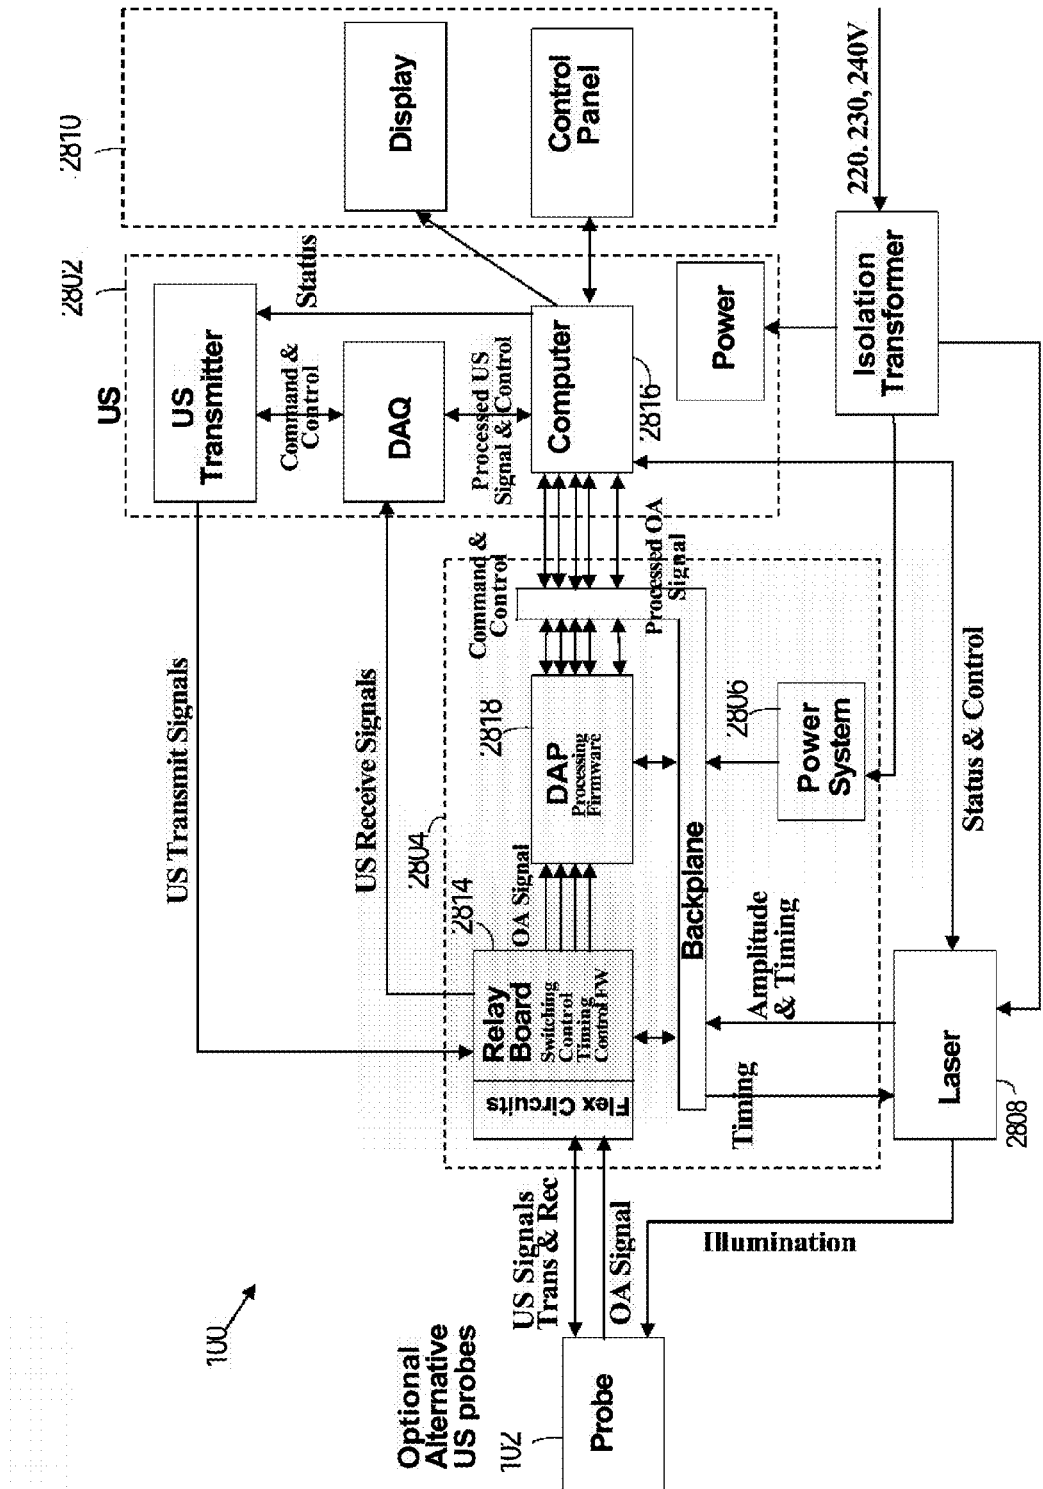 2810
Display
Control
Panel
2802
US
US
Transmitter
Status
Command &
Control
DAQ
Processed US
Signal & Control
Computer
2816
Power
220. 230, 240V
Isolation
Transformer
US Transmit Signals
US Receive Signals
2804
Command &
Control
Processed OA
Signal
2818
DAP
Processing
Firmware
OA Signal
2814
Relay
Board
Switching
Control
Timing
Control FW
Flex Circuits
Backplane
2806
Power
System
Status & Control
Amplitude
& Timing
Timing
Laser
2808
Illumination
US Signals
Trans & Rec
OA Signal
100
Optional
Alternative
US probes
102
Probe